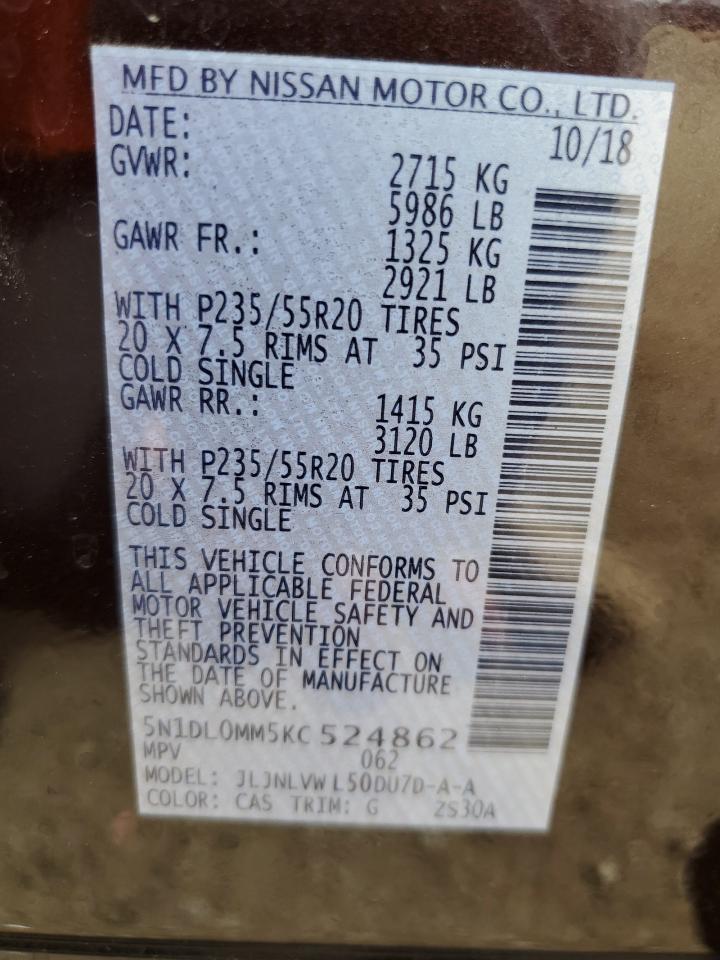 MFD BY NISSAN MOTOR CO., LTD.
DATE: 10/18
GVWR: 2715 KG
5986 LB
GAWR FR.: 1325 KG
2921 LB
WITH P235/55R20 TIRES
20 X 7.5 RIMS AT 35 PSI
COLD SINGLE
GAWR RR.: 1415 KG
3120 LB
WITH P235/55R20 TIRES
20 X 7.5 RIMS AT 35 PSI
COLD SINGLE
THIS VEHICLE CONFORMS TO
ALL APPLICABLE FEDERAL
MOTOR VEHICLE SAFETY AND
THEFT PREVENTION
STANDARDS IN EFFECT ON
THE DATE OF MANUFACTURE
SHOWN ABOVE.
5N1DL0MM5KC 524862
MPV 062
MODEL: JLJNLVW L50DU7D-A-A
COLOR: CAS TRIM: G 2S30A